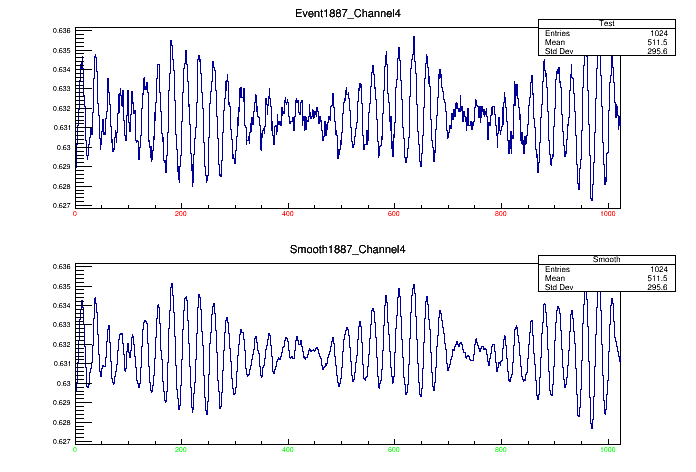 Event1887_Channel4
Test
Entries 1024
Mean 511.5
Std Dev 295.6
0.636
0.635
0.634
0.633
0.632
0.631
0.63
0.629
0.628
0.627
0 200 400 600 800 1000
Smooth1887_Channel4
Smooth
Entries 1024
Mean 511.5
Std Dev 295.6
0.636
0.635
0.634
0.633
0.632
0.631
0.63
0.629
0.628
0.627
0 200 400 600 800 1000